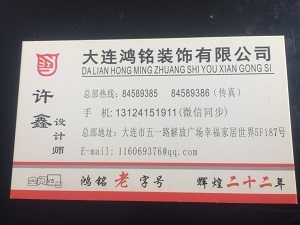 大连鸿铭装饰有限公司
DA LIAN HONG MING ZHUANG SHI YOU XIAN GONG SI
许鑫 设计师
总部热线: 84589385 84589386 (传真)
手 机: 13124151911 (微信同步)
总部地址: 大连市五一路解放广场幸福家居世界5F187号
E-mail: 116069376@qq.com
鸿铭 老 字号 辉煌二十二年